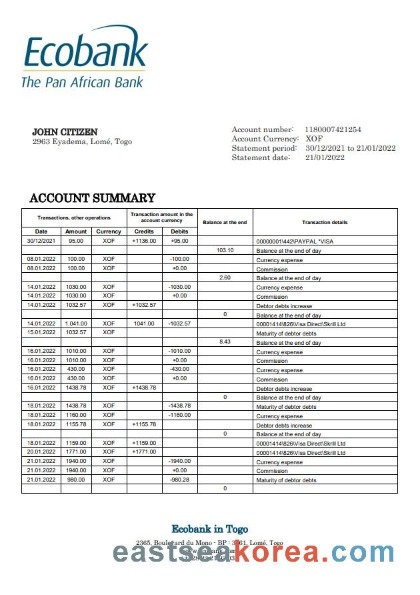 Ecobank
The Pan African Bank
JOHN CITIZEN
2963 Eyadema, Lomé, Togo
Account number: 1180007421254
Account Currency: XOF
Statement period: 30/12/2021 to 21/01/2022
Statement date: 21/01/2022
ACCOUNT SUMMARY
Transactions, other operations Transaction amount in the account currency Balance at the end Transaction details
Date Amount Currency Credits Debits
30/12/2021 95.00 XOF +1136.00 +95.00 00000001\442\PAYPAL *VISA
103.10 Balance at the end of day
08.01.2022 100.00 XOF -100.00 Currency expense
08.01.2022 100.00 XOF +0.00 Commission
2.50 Balance at the end of day
14.01.2022 1030.00 XOF -1030.00 Currency expense
14.01.2022 1030.00 XOF +0.00 Commission
14.01.2022 1032.57 XOF +1032.57 Debtor debts increase
0 Balance at the end of day
14.01.2022 1,041.00 XOF 1041.00 -1032.57 00001414\826\Visa Direct\Skrill Ltd
15.01.2022 1032.57 XOF Maturity of debtor debts
8.43 Balance at the end of day
16.01.2022 1010.00 XOF -1010.00 Currency expense
16.01.2022 1010.00 XOF +0.00 Commission
16.01.2022 430.00 XOF -430.00 Currency expense
16.01.2022 430.00 XOF +0.00 Commission
16.01.2022 1438.78 XOF +1438.78 Debtor debts increase
0 Balance at the end of day
18.01.2022 1438.78 XOF -1438.78 Maturity of debtor debts
18.01.2022 1160.00 XOF -1160.00 Currency expense
18.01.2022 1155.78 XOF +1155.78 Debtor debts increase
0 Balance at the end of day
18.01.2022 1159.00 XOF +1159.00 00001414\826\Visa Direct\Skrill Ltd
20.01.2022 1771.00 XOF +1771.00 00001414\826\Visa Direct\Skrill Ltd
21.01.2022 1940.00 XOF -1940.00 Currency expense
21.01.2022 1940.00 XOF +0.00 Commission
21.01.2022 980.00 XOF -980.28 Maturity of debtor debts
0
Ecobank in Togo
2365, Boulevard du Mono - BP : 3561, Lomé, Togo
eastseokorea.com